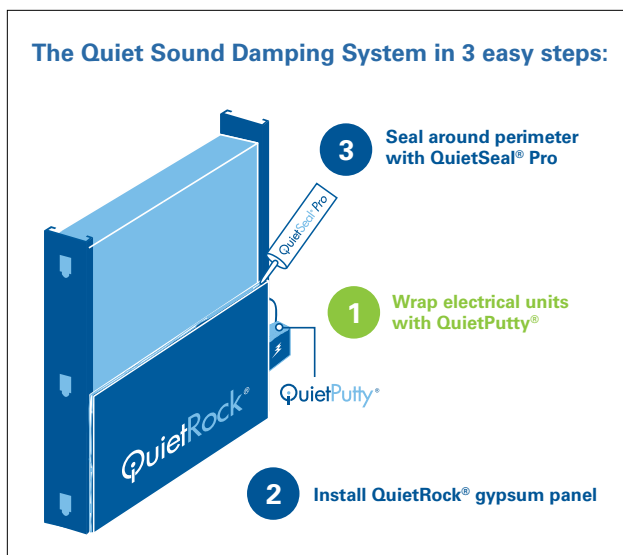 The Quiet Sound Damping System in 3 easy steps:
3
Seal around perimeter
with QuietSeal® Pro
QuietSeal® Pro
1
Wrap electrical units
with QuietPutty®
QuietPutty®
QuietRock®
2
Install QuietRock® gypsum panel